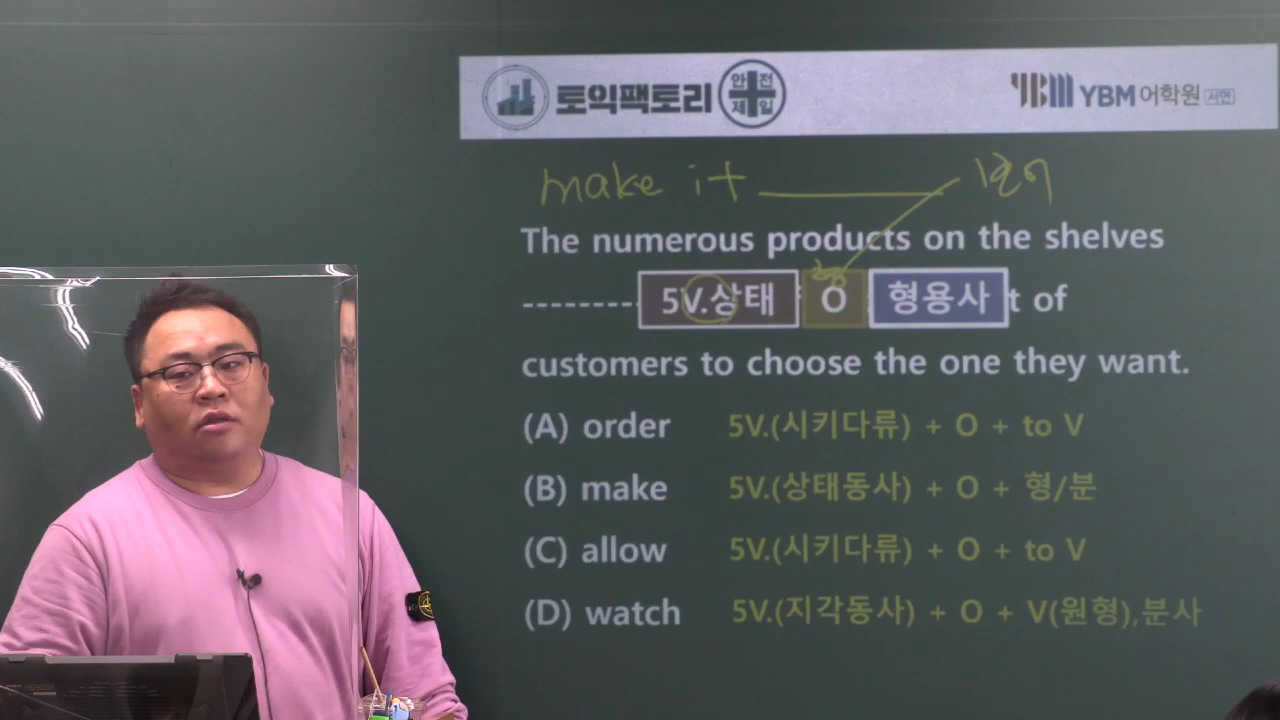 토익팩토리 안전제일 YBM YBM 어학원 서현
make it
The numerous products on the shelves
-------- 5V.상태 O 형용사 t of
customers to choose the one they want.
(A) order 5V.(시키다류) + O + to V
(B) make 5V.(상태동사) + O + 형/분
(C) allow 5V.(시키다류) + O + to V
(D) watch 5V.(지각동사) + O + V(원형),분사